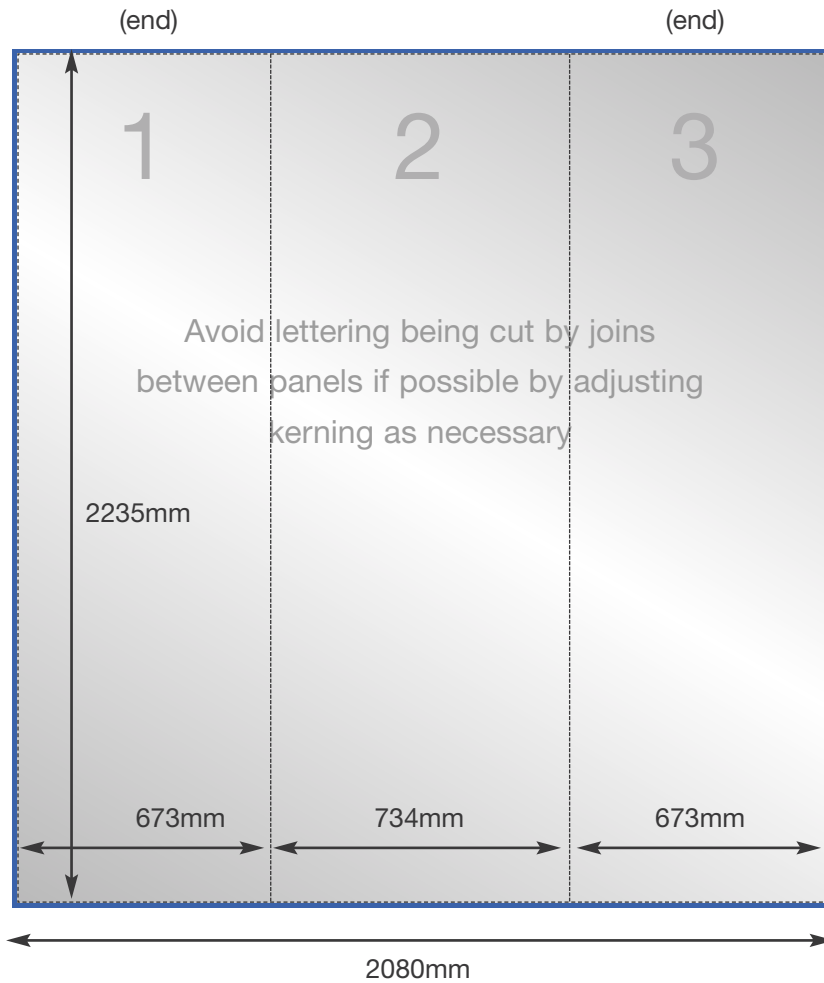 (end) (end)
1 2 3
Avoid lettering being cut by joins
between panels if possible by adjusting
kerning as necessary
2235mm
673mm 734mm 673mm
2080mm